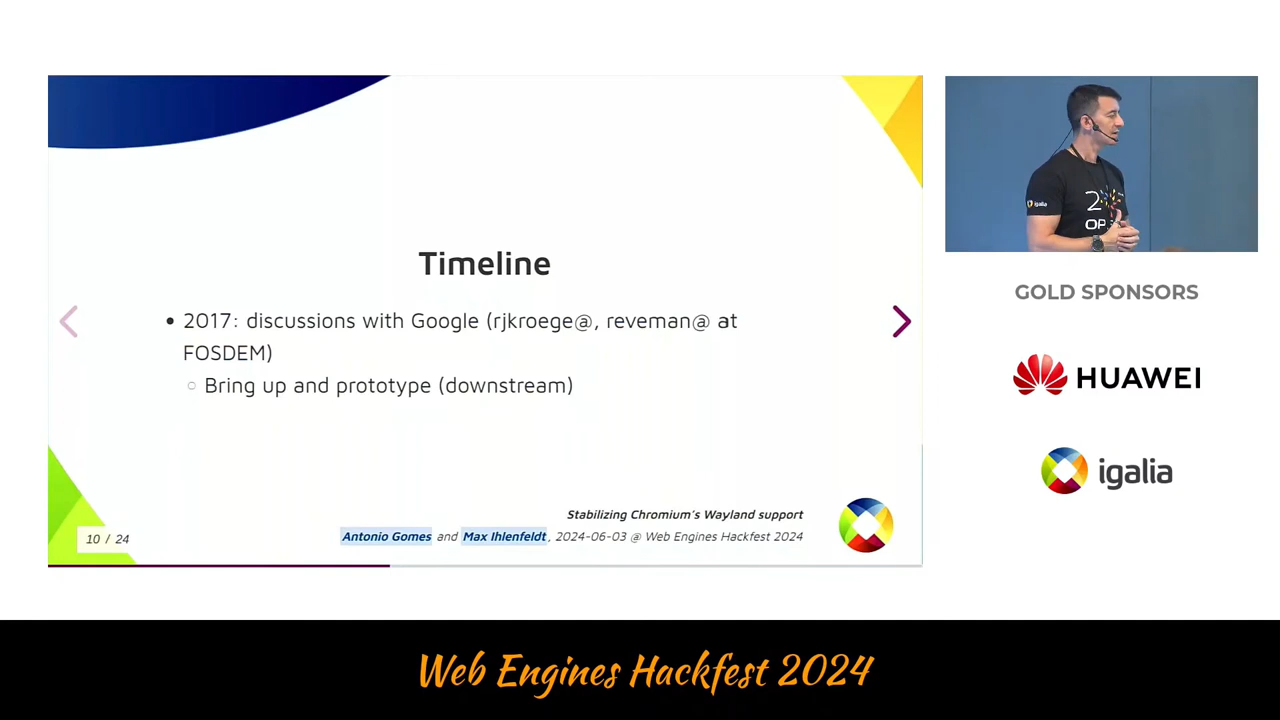 Timeline
2017: discussions with Google (rjkroege@, reveman@ at
FOSDEM)
Bring up and prototype (downstream)
Stabilizing Chromium's Wayland support
Antonio Gomes and Max Ihlenfeldt, 2024-06-03 @ Web Engines Hackfest 2024
10 / 24
igalia
GOLD SPONSORS
HUAWEI
igalia
Web Engines Hackfest 2024